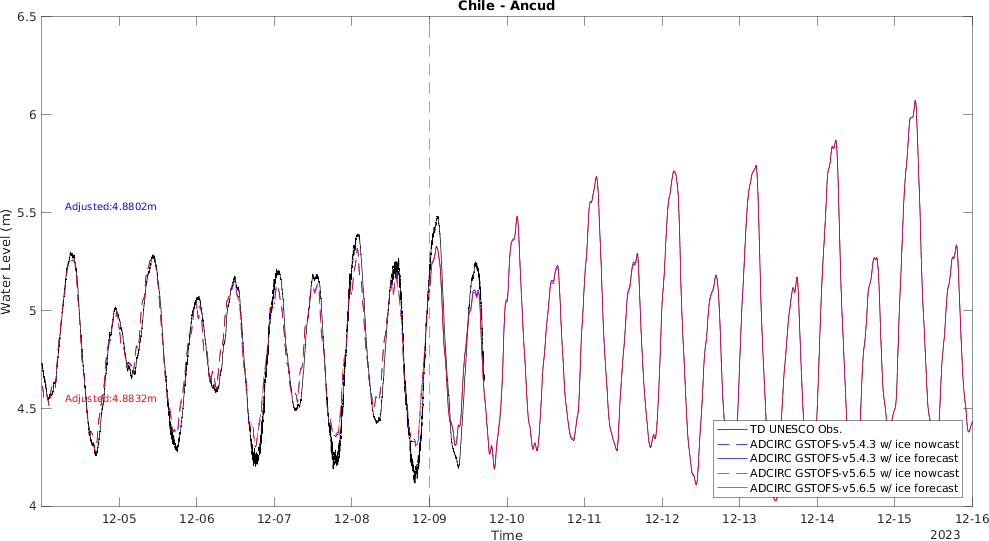 Chile - Ancud
6.5
6
5.5
5
4.5
4
Water Level (m)
Adjusted:4.8802m
Adjusted:4.8832m
TD UNESCO Obs.
ADCIRC GSTOFS-v5.4.3 w/ ice nowcast
ADCIRC GSTOFS-v5.4.3 w/ ice forecast
ADCIRC GSTOFS-v5.6.5 w/ ice nowcast
ADCIRC GSTOFS-v5.6.5 w/ ice forecast
12-05 12-06 12-07 12-08 12-09 12-10 12-11 12-12 12-13 12-14 12-15 12-16
Time
2023